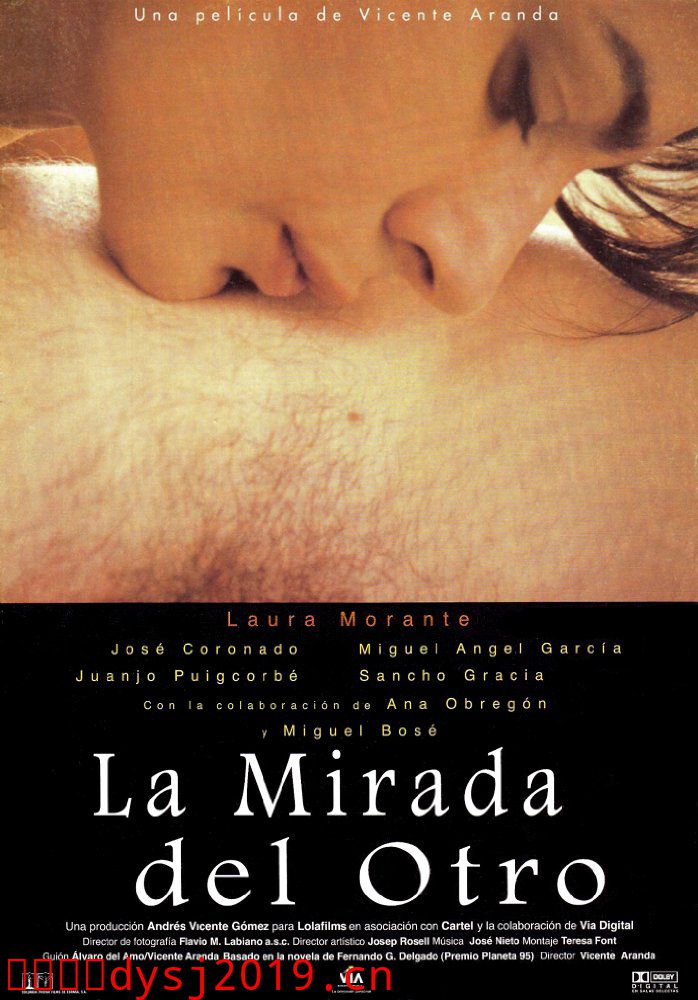 Una película de Vicente Aranda
Laura Morante
José Coronado Miguel Angel García
Juanjo Puigcorbé Sancho Gracia
Con la colaboración de Ana Obregón
y Miguel Bosé
La Mirada
del Otro
Una producción Andrés Vicente Gómez para Lolafilms en asociación con Cartel y la colaboración de Via Digital
Director de fotografía Flavio M. Labiano a.s.c. Director artístico Josep Rosell Música José Nieto Montaje Teresa Font
Guión Álvaro del Amo/Vicente Aranda Basado en la novela de Fernando G. Delgado (Premio Planeta 95) Director Vicente Aranda
dysj2019.cn
VÍA
DOLBY
DIGITAL
EN SALAS SELECTAS